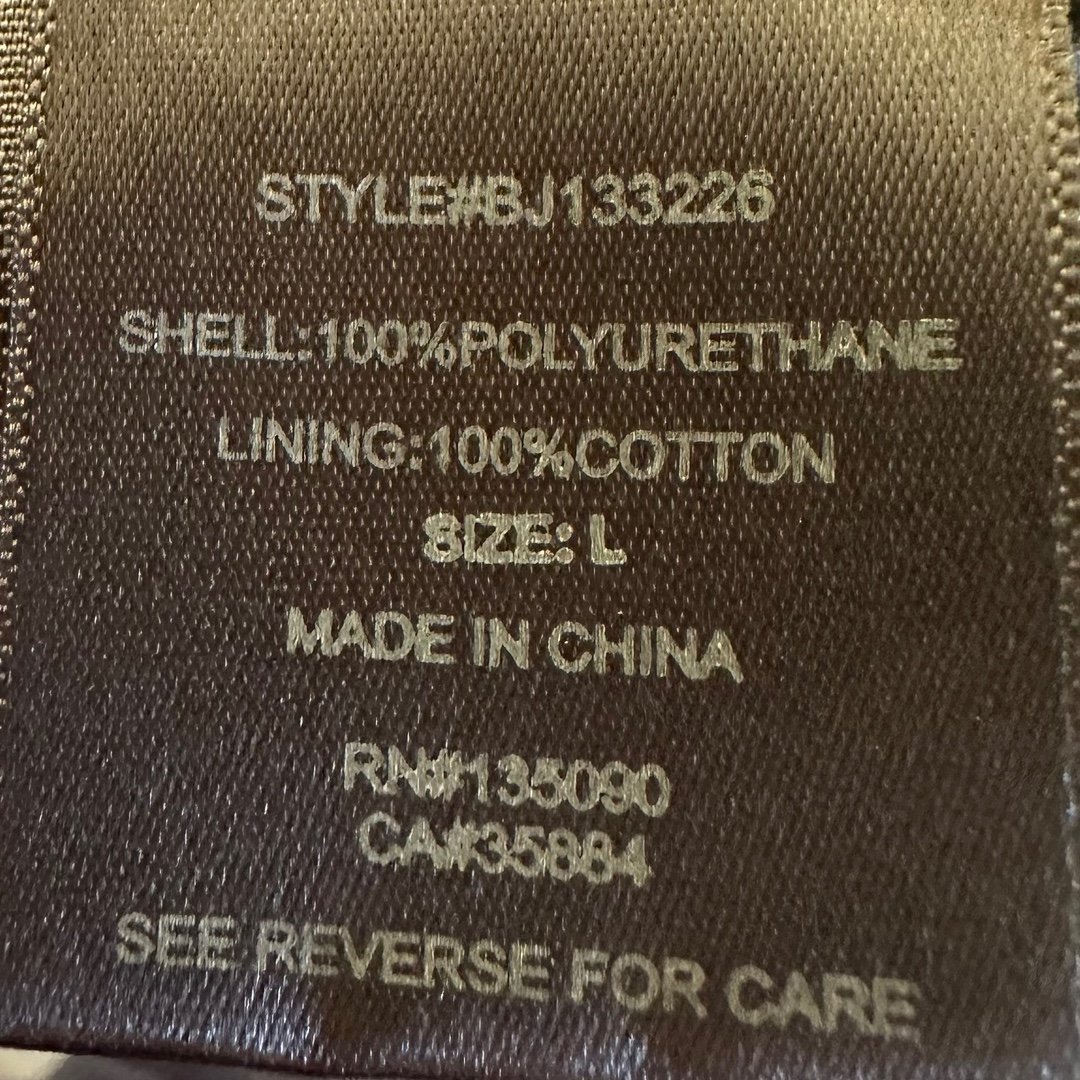 STYLE#BJ133226
SHELL:100%POLYURETHANE
LINING:100%COTTON
SIZE: L
MADE IN CHINA
RN#135090
CA#35884
SEE REVERSE FOR CARE